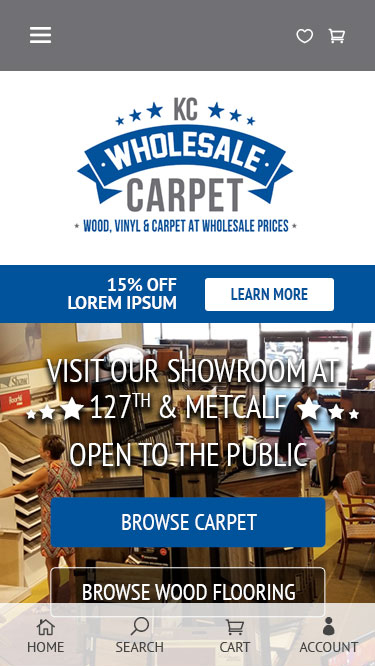 KC
WHOLESALE
CARPET
WOOD, VINYL & CARPET AT WHOLESALE PRICES
15% OFF
LOREM IPSUM
LEARN MORE
VISIT OUR SHOWROOM AT
127TH & METCALF
OPEN TO THE PUBLIC
BROWSE CARPET
BROWSE WOOD FLOORING
HOME
SEARCH
CART
ACCOUNT